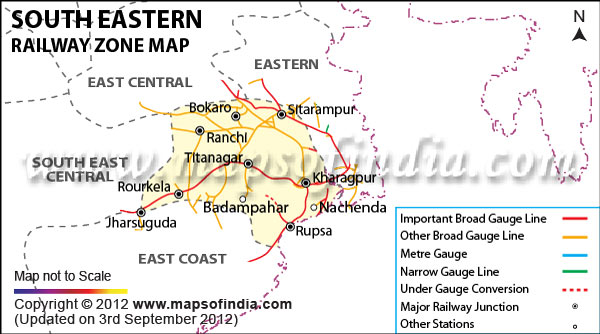 SOUTH EASTERN
RAILWAY ZONE MAP
N
EASTERN
EAST CENTRAL
Bokaro
Sitarampur
Ranchi
Titanagar
SOUTH EAST
CENTRAL
www.mapsofindia.com
Kharagpur
Rourkela
Badampahar
Nachenda
Jharsuguda
Rupsa
EAST COAST
Important Broad Gauge Line
Other Broad Gauge Line
Metre Gauge
Narrow Gauge Line
Under Gauge Conversion
Major Railway Junction
Other Stations
Map not to Scale
Copyright © 2012 www.mapsofindia.com
(Updated on 3rd September 2012)